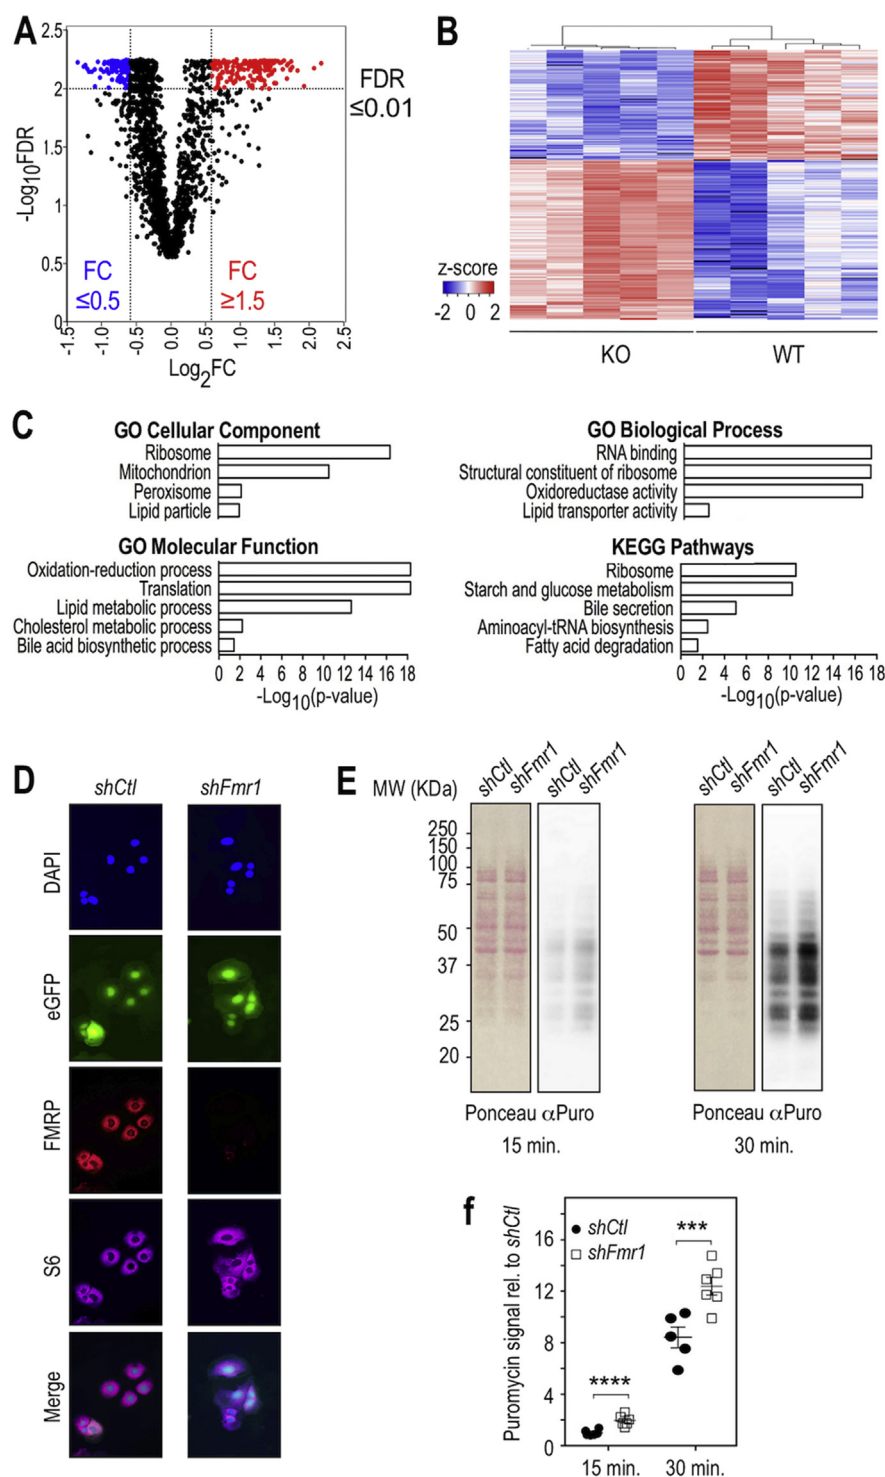 A
2.5
2
1.5
1
0.5
0
-Log10FDR
FDR
≤0.01
FC
≤0.5
FC
≥1.5
-1.5
-1.0
-0.5
0.0
0.5
1.0
1.5
2.0
2.5
Log2FC
B
z-score
-2 0 2
KO
WT
C
GO Cellular Component
Ribosome
Mitochondrion
Peroxisome
Lipid particle
GO Molecular Function
Oxidation-reduction process
Translation
Lipid metabolic process
Cholesterol metabolic process
Bile acid biosynthetic process
0 2 4 6 8 10 12 14 16 18
-Log10(p-value)
GO Biological Process
RNA binding
Structural constituent of ribosome
Oxidoreductase activity
Lipid transporter activity
KEGG Pathways
Ribosome
Starch and glucose metabolism
Bile secretion
Aminoacyl-tRNA biosynthesis
Fatty acid degradation
0 2 4 6 8 10 12 14 16 18
-Log10(p-value)
D
shCtl shFmr1
DAPI
eGFP
FMRP
S6
Merge
E
MW (KDa)
shCtl shFmr1 shCtl shFmr1
shCtl shFmr1 shCtl shFmr1
250
150
100
75
50
37
25
20
Ponceau αPuro
15 min.
Ponceau αPuro
30 min.
f
Puromycin signal rel. to shCtl
shCtl
shFmr1
16
12
8
4
0
****
***
15 min. 30 min.